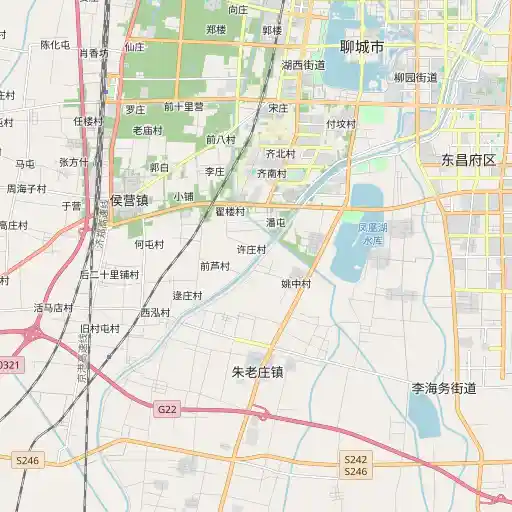 向庄
陈化屯
仙庄
郑楼
郭楼
聊城市
肖香坊
湖西街道
柳园街道
罗庄
前十里营
宋庄
任楼村
老庙村
付坟村
前八村
马屯
张方什
郭白
齐北村
东昌府区
周海子村
李庄
齐南村
于营
侯营镇
小铺
翟楼村
潘屯
高庄村
凤凰湖
水库
何屯村
许庄村
后二十里铺村
前芦村
姚中村
逯庄村
活马店村
西泓村
旧村屯村
0321
朱老庄镇
李海务街道
G22
S246
S242
S246